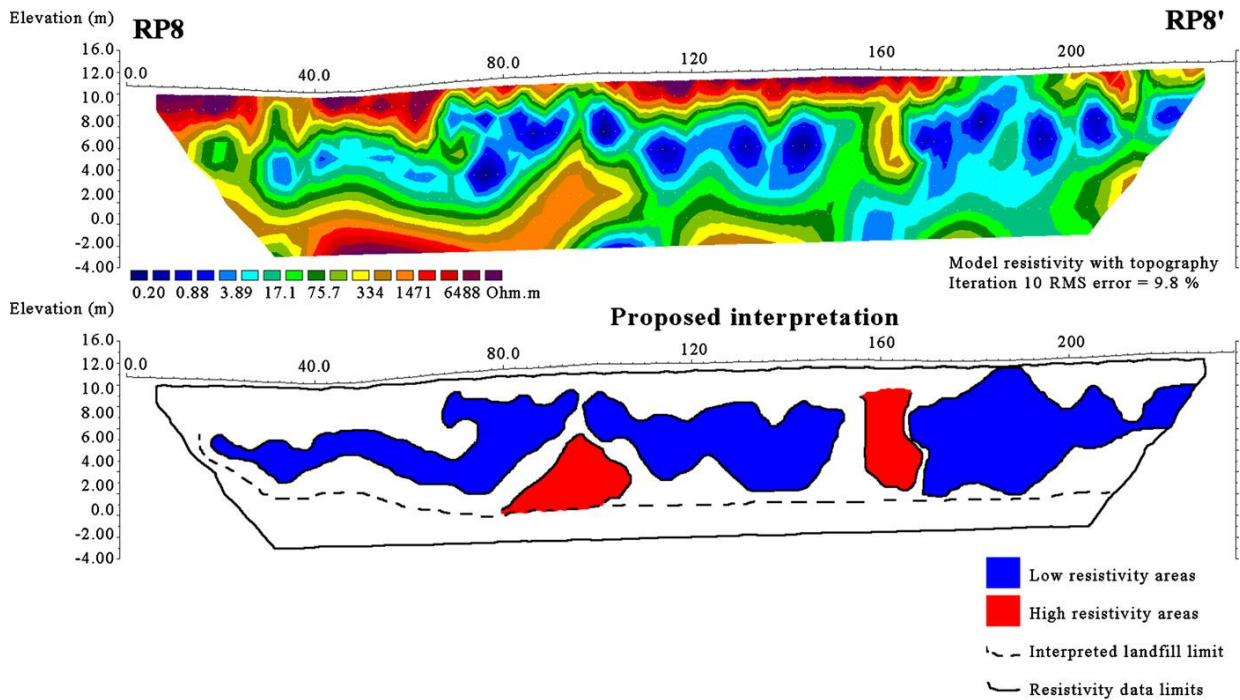 Elevation (m)
RP8
RP8'
16.0
12.0
10.0
8.00
6.00
4.00
2.00
0.0
-2.00
-4.00
0.0
40.0
80.0
120
160
200
0.20 0.88 3.89 17.1 75.7 334 1471 6488 Ohm.m
Model resistivity with topography
Iteration 10 RMS error = 9.8 %
Elevation (m)
Proposed interpretation
16.0
12.0
10.0
8.00
6.00
4.00
2.00
0.0
-2.00
-4.00
0.0
40.0
80.0
120
160
200
Low resistivity areas
High resistivity areas
Interpreted landfill limit
Resistivity data limits